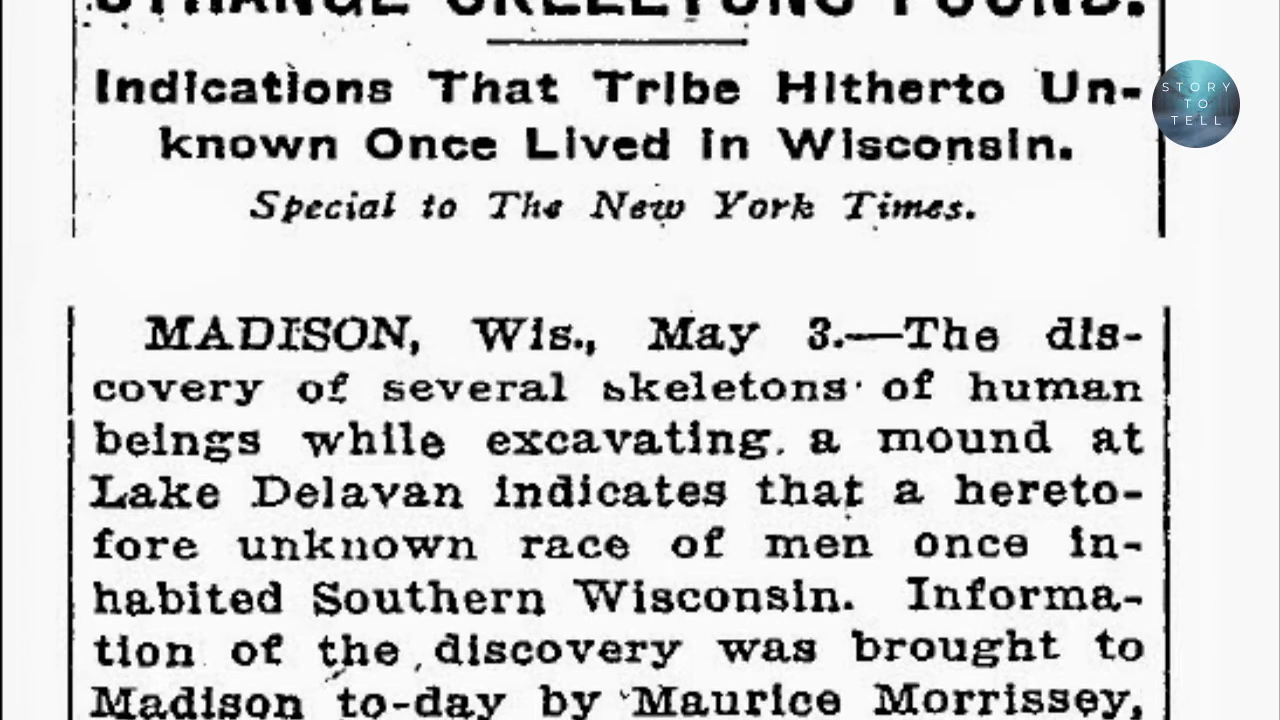 STRANGE SKELETONS FOUND.
Indications That Tribe Hitherto Un-
known Once Lived in Wisconsin.
Special to The New York Times.
MADISON, Wis., May 3.—The dis-
covery of several skeletons of human
beings while excavating a mound at
Lake Delavan indicates that a hereto-
fore unknown race of men once in-
habited Southern Wisconsin. Informa-
tion of the discovery was brought to
Madison to-day by Maurice Morrissey,
STORY
TO
TELL